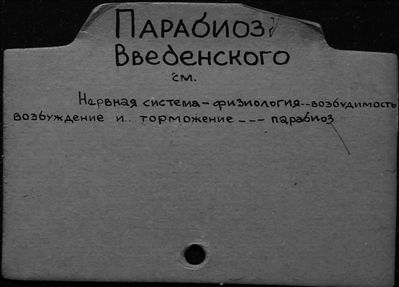 ПАРАБИОЗ
Введенского
см.
Нервная система - физиология -- возбудимость
возбуждение и торможение --- парабиоз